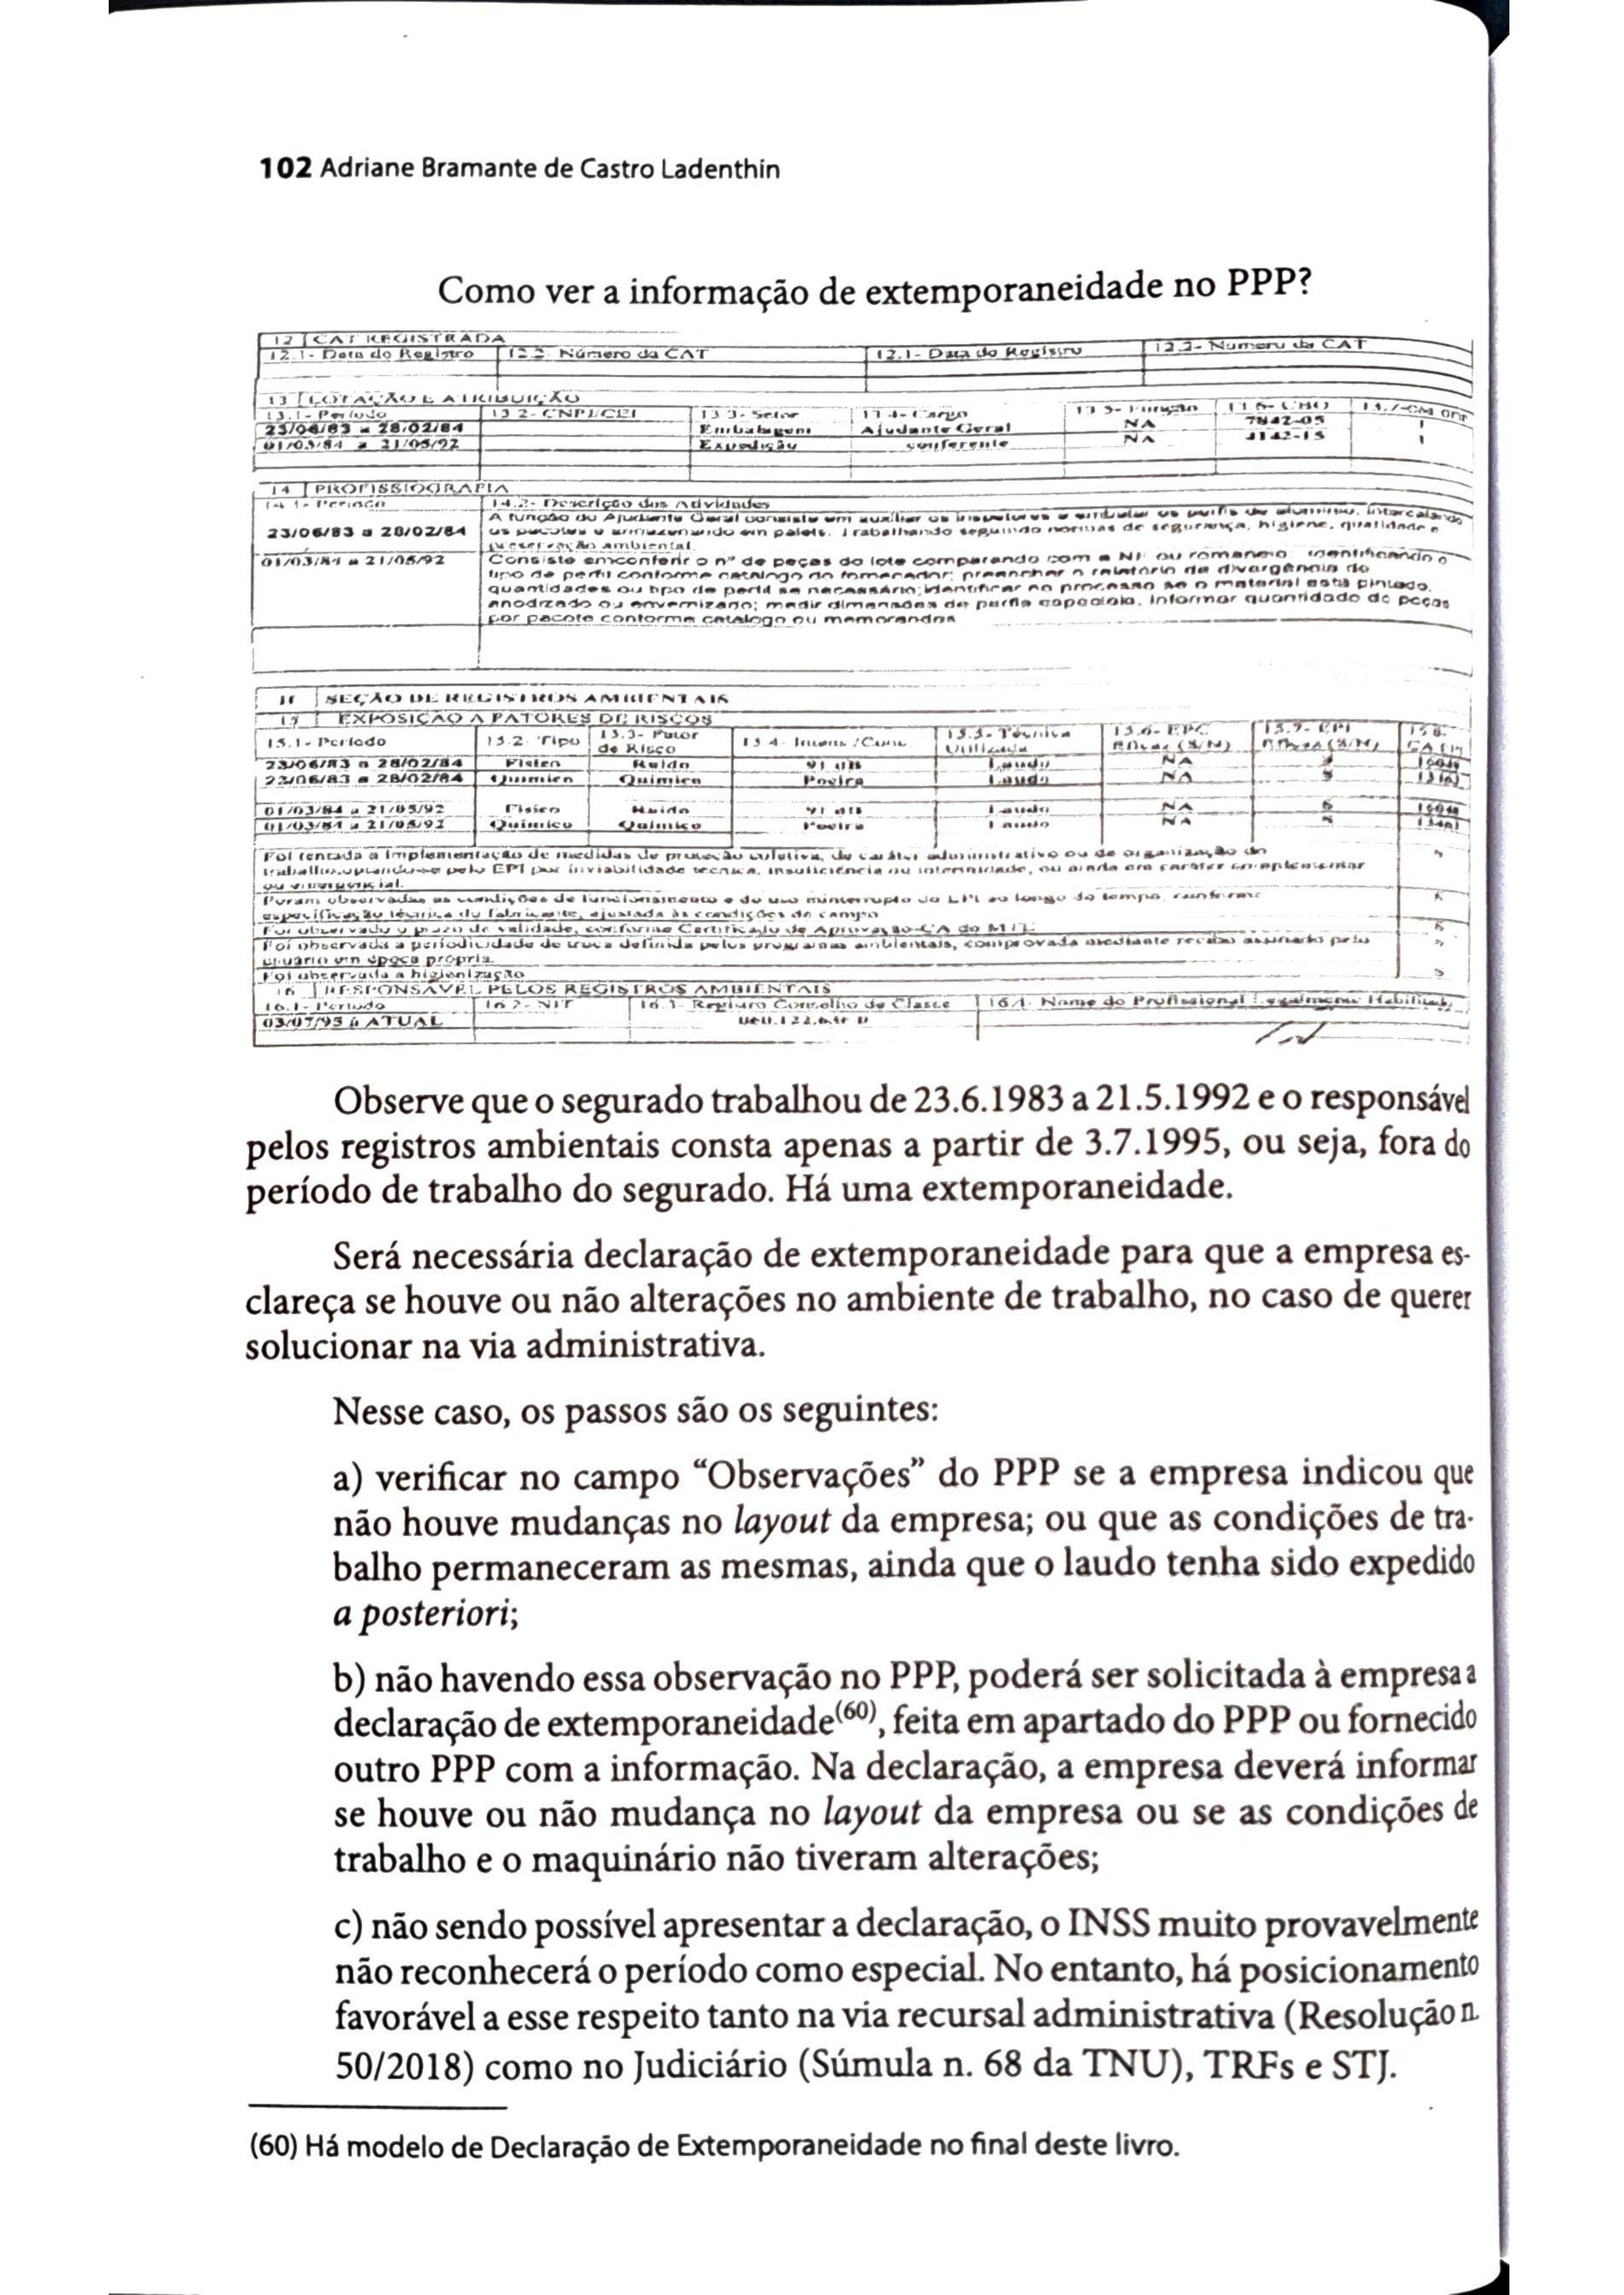 102 Adriane Bramante de Castro Ladenthin
Como ver a informação de extemporaneidade no PPP?
12 CAT REGISTRADA
12.1- Data do Registro 12.2- Número da CAT 12.1- Data do Registro 12.2- Numero da CAT
13 LOTAÇÃO E ATRIBUIÇÃO
13.1- Período 13.2- CNPJ/CEI 13.3- Setor 13.4- Cargo 13.5- Função 13.6- CBO
23/06/83 a 28/02/84 Embalagem Ajudante Geral NA 7842-05
01/03/84 a 21/05/92 Expedição conferente NA 4142-15
14 PROFISSIOGRAFIA
14.1- Período 14.2- Descrição das Atividades
A função do Ajudante Geral consiste em auxiliar os inspetores e embalar os perfis de alumínio, intercalando
23/06/83 a 28/02/84 os pacotes e armazenando em palets. Trabalhando seguindo normas de segurança, higiene, qualidade e
preservação ambiental.
01/03/84 a 21/05/92 Consiste em conferir o nº de peças do lote comparando com a NF ou romaneio, identificando o
tipo de perfil conforme catalogo do fornecedor; preencher o relatório de divergência de
quantidades ou tipo de perfil se necessário; identificar no processo se o material está pintado,
anodizado ou envernizado; medir dimensões de perfis especiais. Informar quantidade de peças
por pacote conforme catalogo ou memorandos
II SEÇÃO DE REGISTROS AMBIENTAIS
15 EXPOSIÇÃO A FATORES DE RISCOS
15.1- Período 15.2- Tipo 15.3- Fator de Risco 15.4- Intens./Conc. 15.5- Técnica Utilizada 15.6- EPC Eficaz (S/N) 15.7- EPI Eficaz (S/N)
23/06/83 a 28/02/84 Físico Ruído 91 dB Laudo NA
23/06/83 a 28/02/84 Químico Químico Poeira Laudo NA
01/03/84 a 21/05/92 Físico Ruído 91 dB Laudo NA
01/03/84 a 21/05/92 Químico Químico Poeira Laudo NA
Foi tentada a implementação de medidas de proteção coletiva, de caráter administrativo ou de organização do
trabalho, optando-se pelo EPI por inviabilidade técnica, insuficiência ou interinidade, ou ainda em caráter complementar
ou emergencial.
Foram observadas as condições de funcionamento e do uso ininterrupto do EPI ao longo do tempo, conforme
especificação técnica do fabricante, ajustada às condições de campo
Foi observado o prazo de validade, conforme Certificado de Aprovação-CA do MTE
Foi observada a periodicidade de troca definida pelos programas ambientais, comprovada mediante recibo assinado pelo
usuário em época própria.
Foi observada a higienização
16 RESPONSÁVEL PELOS REGISTROS AMBIENTAIS
16.1- Período 16.2- NIT 16.3- Registro Conselho de Classe 16.4- Nome do Profissional Legalmente Habilitado
03/07/95 a ATUAL
Observe que o segurado trabalhou de 23.6.1983 a 21.5.1992 e o responsável
pelos registros ambientais consta apenas a partir de 3.7.1995, ou seja, fora do
período de trabalho do segurado. Há uma extemporaneidade.
Será necessária declaração de extemporaneidade para que a empresa es-
clareça se houve ou não alterações no ambiente de trabalho, no caso de querer
solucionar na via administrativa.
Nesse caso, os passos são os seguintes:
a) verificar no campo “Observações” do PPP se a empresa indicou que
não houve mudanças no layout da empresa; ou que as condições de tra-
balho permaneceram as mesmas, ainda que o laudo tenha sido expedido
a posteriori;
b) não havendo essa observação no PPP, poderá ser solicitada à empresa a
declaração de extemporaneidade(60), feita em apartado do PPP ou fornecido
outro PPP com a informação. Na declaração, a empresa deverá informar
se houve ou não mudança no layout da empresa ou se as condições de
trabalho e o maquinário não tiveram alterações;
c) não sendo possível apresentar a declaração, o INSS muito provavelmente
não reconhecerá o período como especial. No entanto, há posicionamento
favorável a esse respeito tanto na via recursal administrativa (Resolução n.
50/2018) como no Judiciário (Súmula n. 68 da TNU), TRFs e STJ.
(60) Há modelo de Declaração de Extemporaneidade no final deste livro.